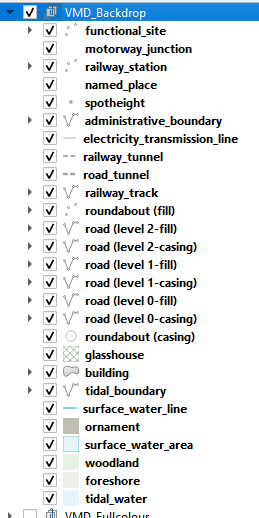 VMD_Backdrop
functional_site
motorway_junction
railway_station
named_place
spotheight
administrative_boundary
electricity_transmission_line
railway_tunnel
road_tunnel
railway_track
roundabout (fill)
road (level 2-fill)
road (level 2-casing)
road (level 1-fill)
road (level 1-casing)
road (level 0-fill)
road (level 0-casing)
roundabout (casing)
glasshouse
building
tidal_boundary
surface_water_line
ornament
surface_water_area
woodland
foreshore
tidal_water
VMD_Fullcolour